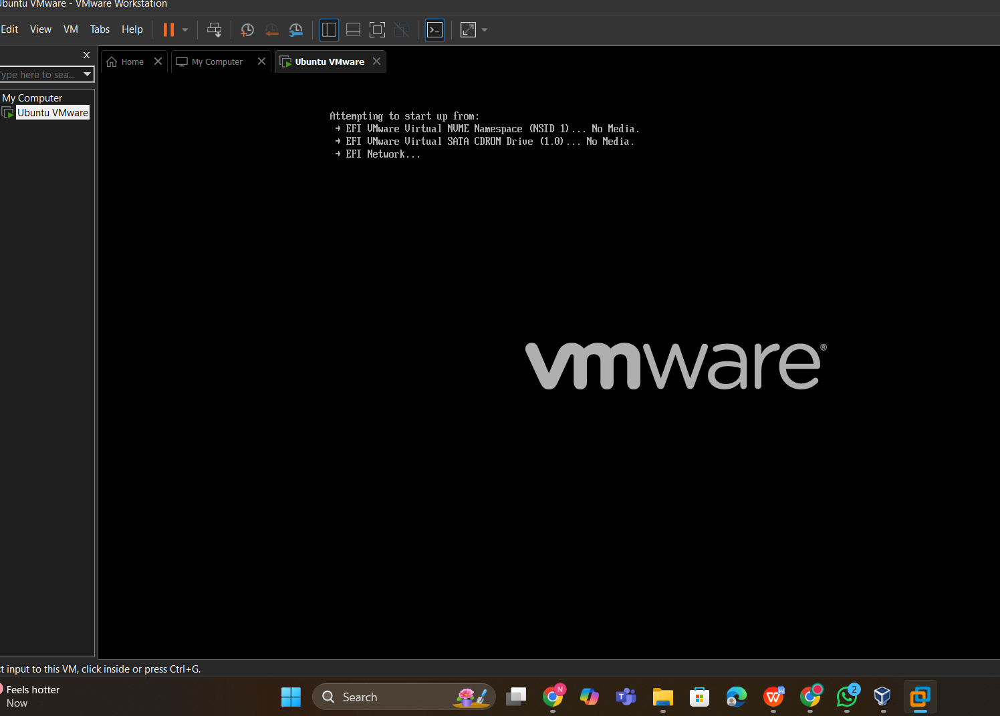 Ubuntu VMware - VMware Workstation
Edit View VM Tabs Help
Type here to sea...
Home My Computer Ubuntu VMware
My Computer
Ubuntu VMware
Attempting to start up from:
→ EFI VMware Virtual NVME Namespace (NSID 1)... No Media.
→ EFI VMware Virtual SATA CDROM Drive (1.0)... No Media.
→ EFI Network...
vmware®
t input to this VM, click inside or press Ctrl+G.
Feels hotter
Now
Search
N
T
W
W
2